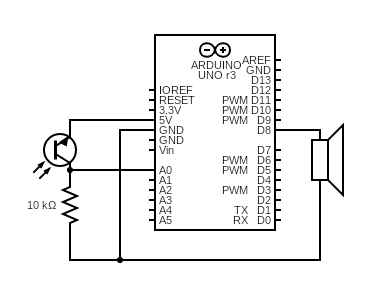 AREF
ARDUINO GND
UNO r3 D13
IOREF D12
RESET PWM D11
3.3V PWM D10
5V PWM D9
GND D8
GND
Vin D7
PWM D6
A0 PWM D5
A1 D4
A2 PWM D3
A3 D2
A4 TX D1
A5 RX D0
10 kΩ